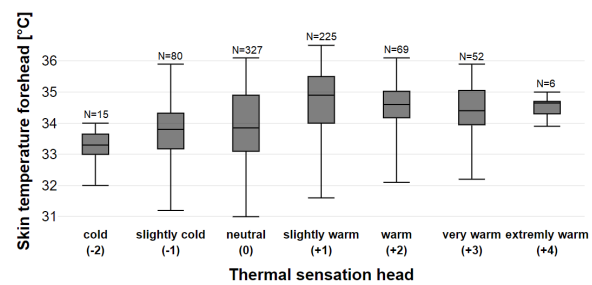 Skin temperature forehead [°C]
36
35
34
33
32
31
N=15
N=80
N=327
N=225
N=69
N=52
N=6
cold slightly cold neutral slightly warm warm very warm extremly warm
(-2) (-1) (0) (+1) (+2) (+3) (+4)
Thermal sensation head